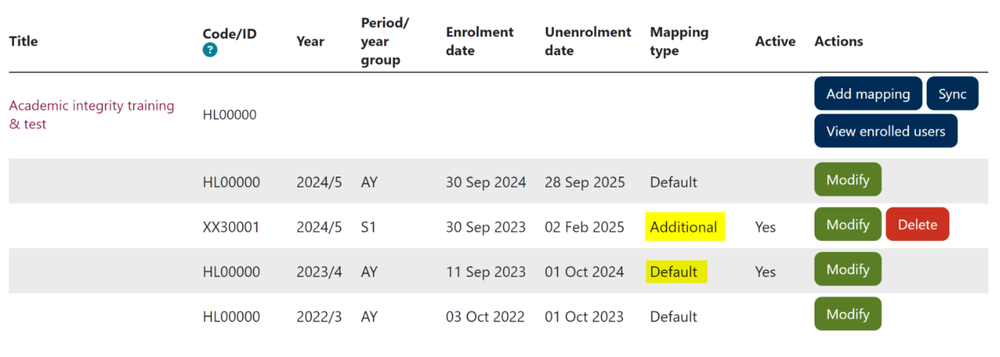 Title Code/ID ? Year Period/ year group Enrolment date Unenrolment date Mapping type Active Actions
Academic integrity training & test HL00000 Add mapping Sync View enrolled users
HL00000 2024/5 AY 30 Sep 2024 28 Sep 2025 Default Modify
XX30001 2024/5 S1 30 Sep 2023 02 Feb 2025 Additional Yes Modify Delete
HL00000 2023/4 AY 11 Sep 2023 01 Oct 2024 Default Yes Modify
HL00000 2022/3 AY 03 Oct 2022 01 Oct 2023 Default Modify